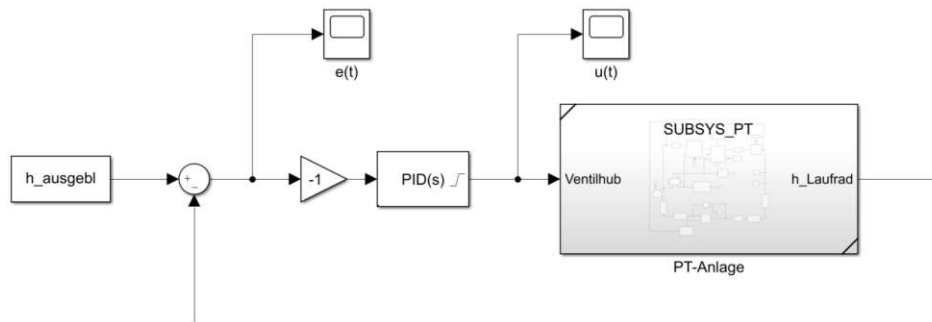 e(t)
u(t)
SUBSYS_PT
h_ausgebl
+
-
-1
PID(s)
Ventilhub
h_Laufrad
PT-Anlage